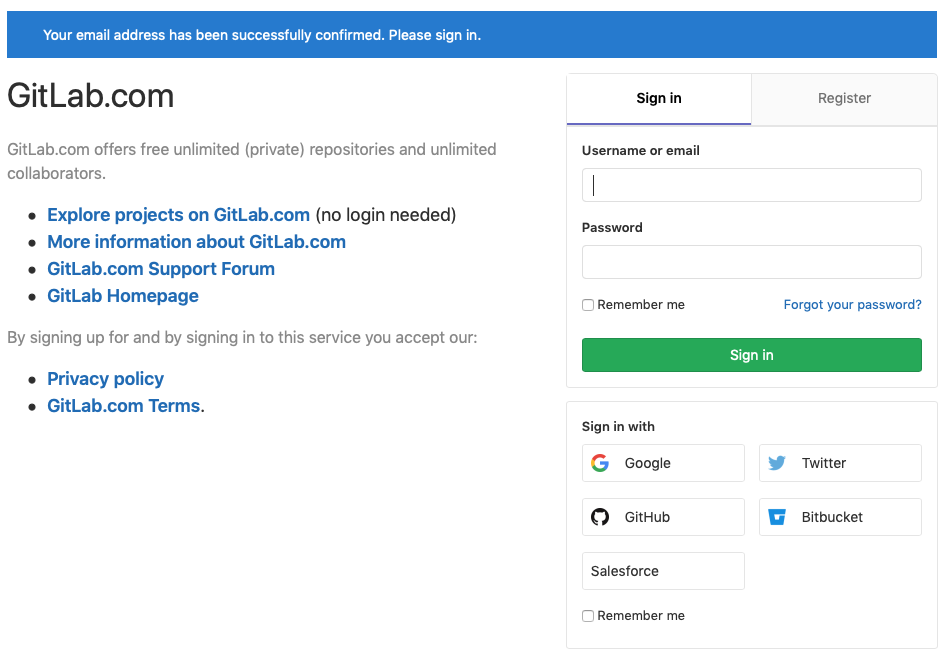 Your email address has been successfully confirmed. Please sign in.
GitLab.com
GitLab.com offers free unlimited (private) repositories and unlimited
collaborators.
Explore projects on GitLab.com (no login needed)
More information about GitLab.com
GitLab.com Support Forum
GitLab Homepage
By signing up for and by signing in to this service you accept our:
Privacy policy
GitLab.com Terms.
Sign in
Register
Username or email
Password
Remember me
Forgot your password?
Sign in
Sign in with
Google
Twitter
GitHub
Bitbucket
Salesforce
Remember me